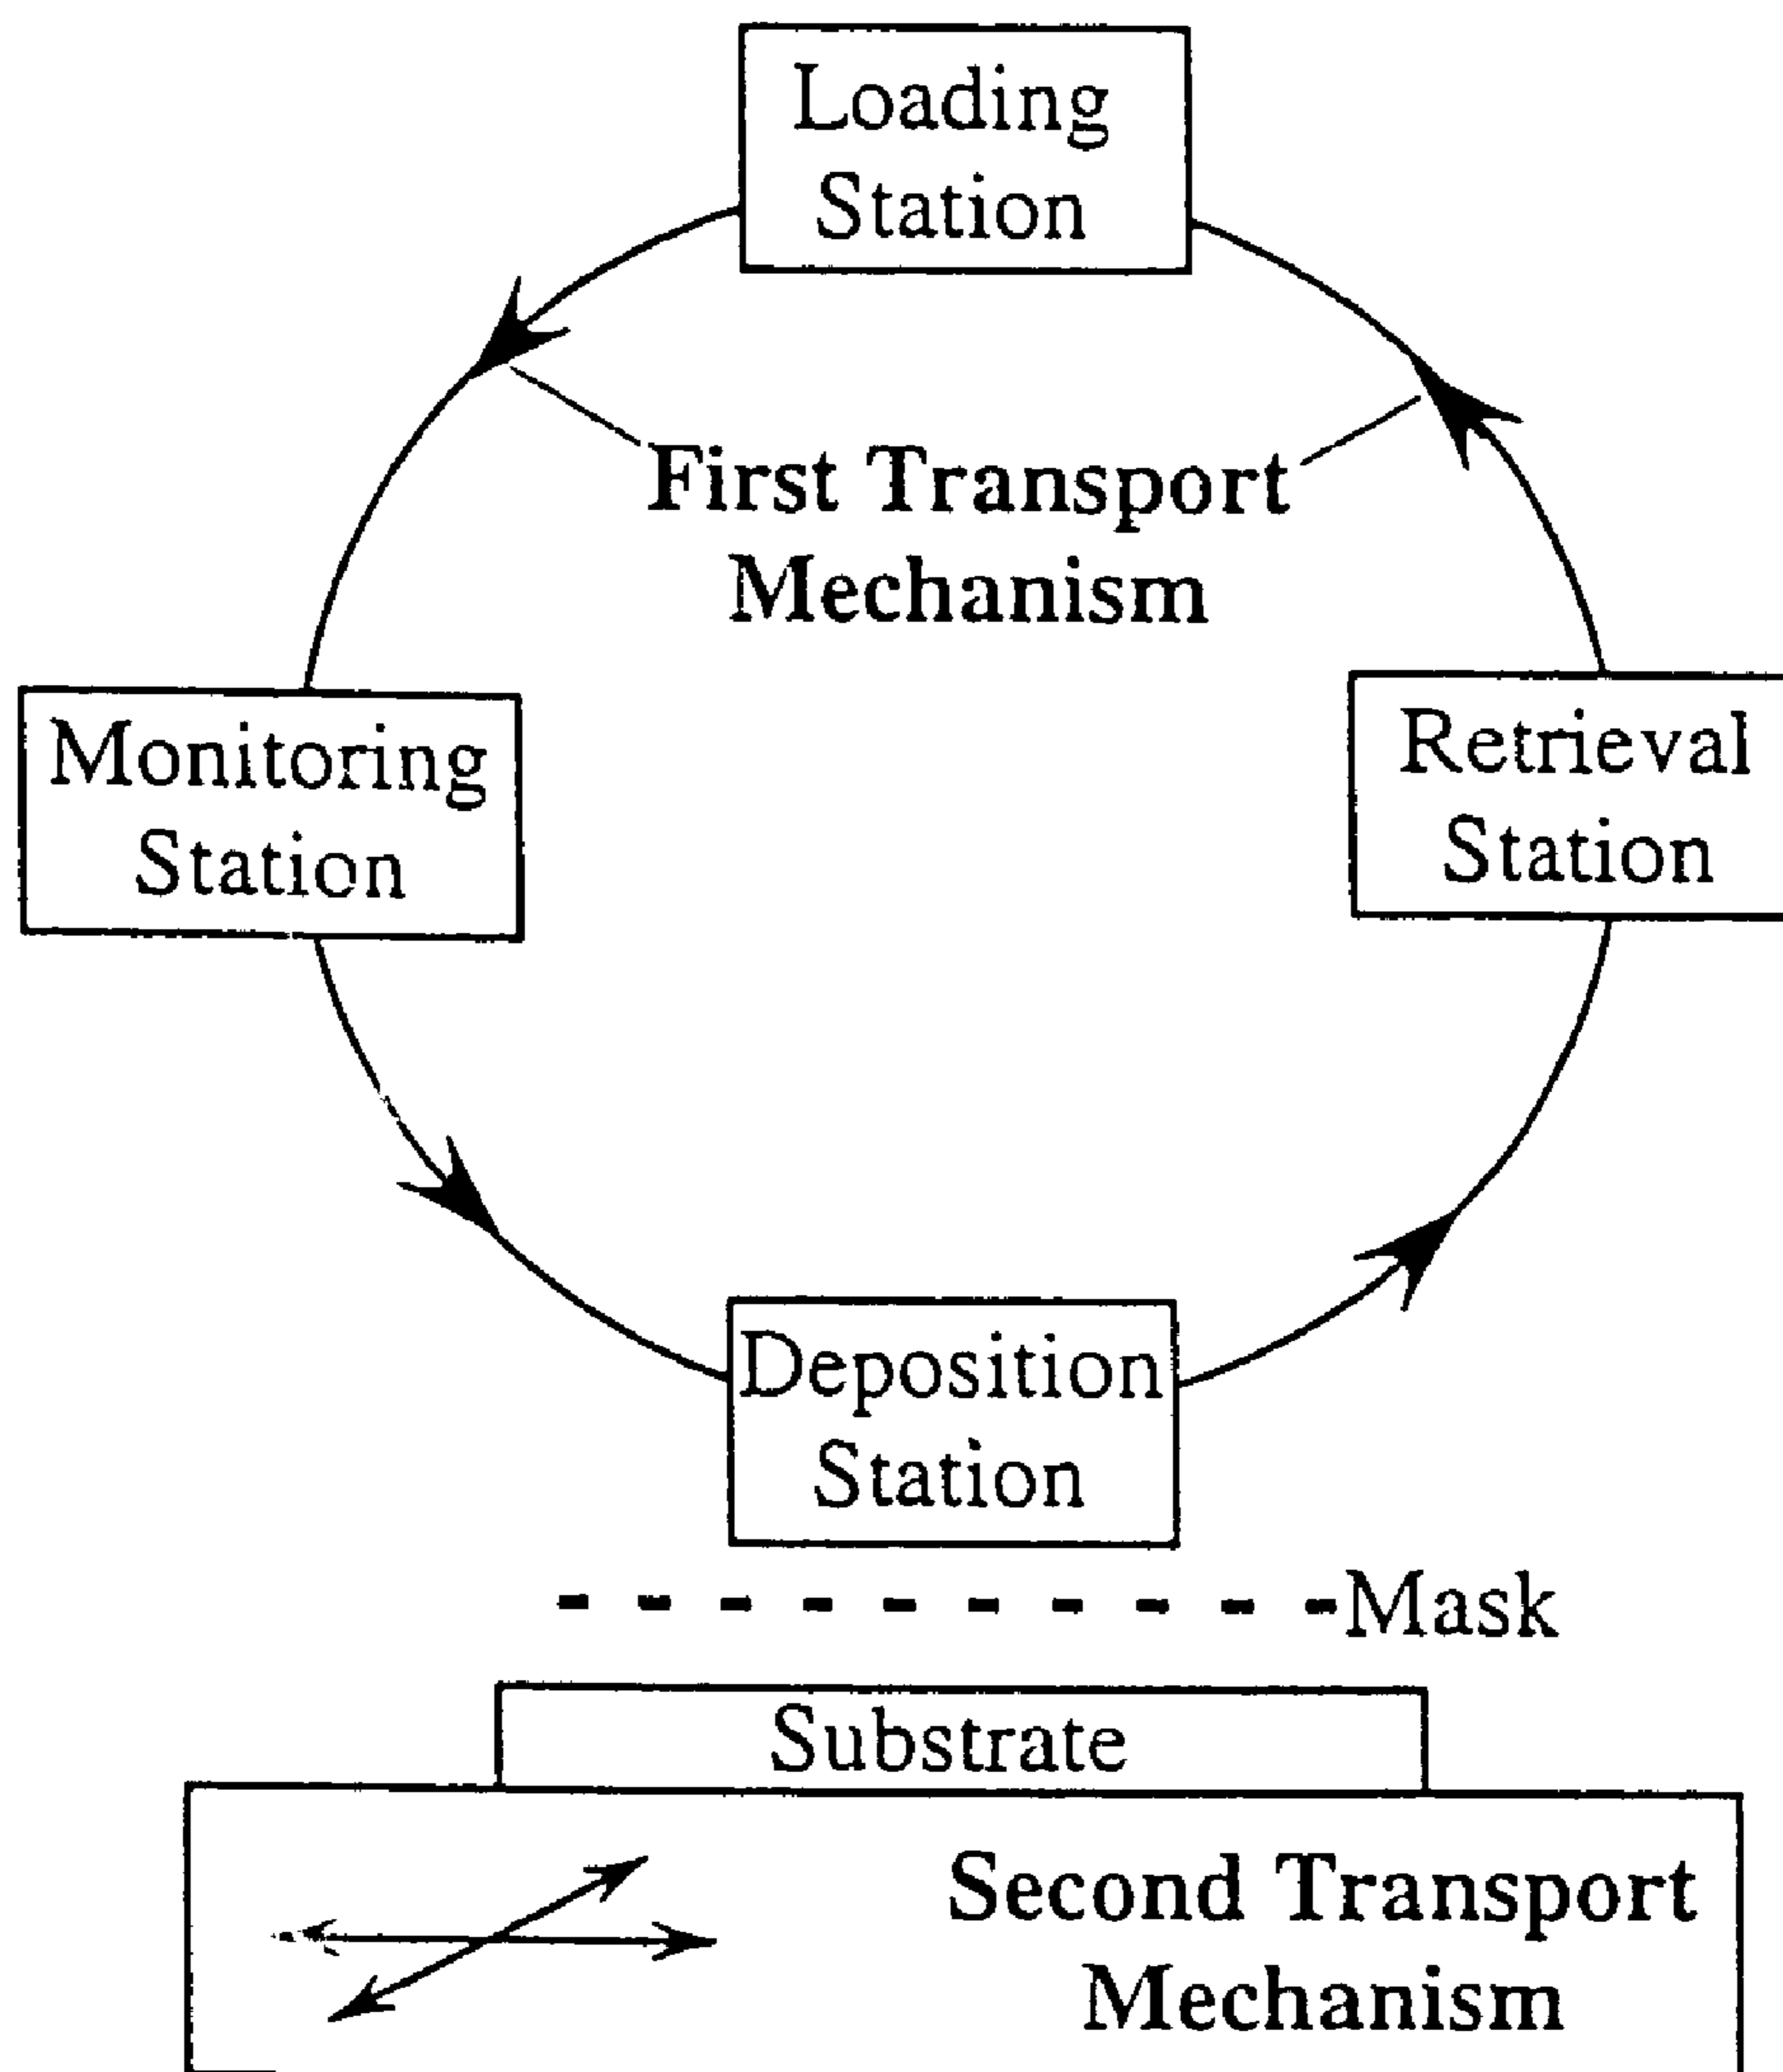 Loading
Station
First Transport
Mechanism
Monitoring
Station
Retrieval
Station
Deposition
Station
Mask
Substrate
Second Transport
Mechanism